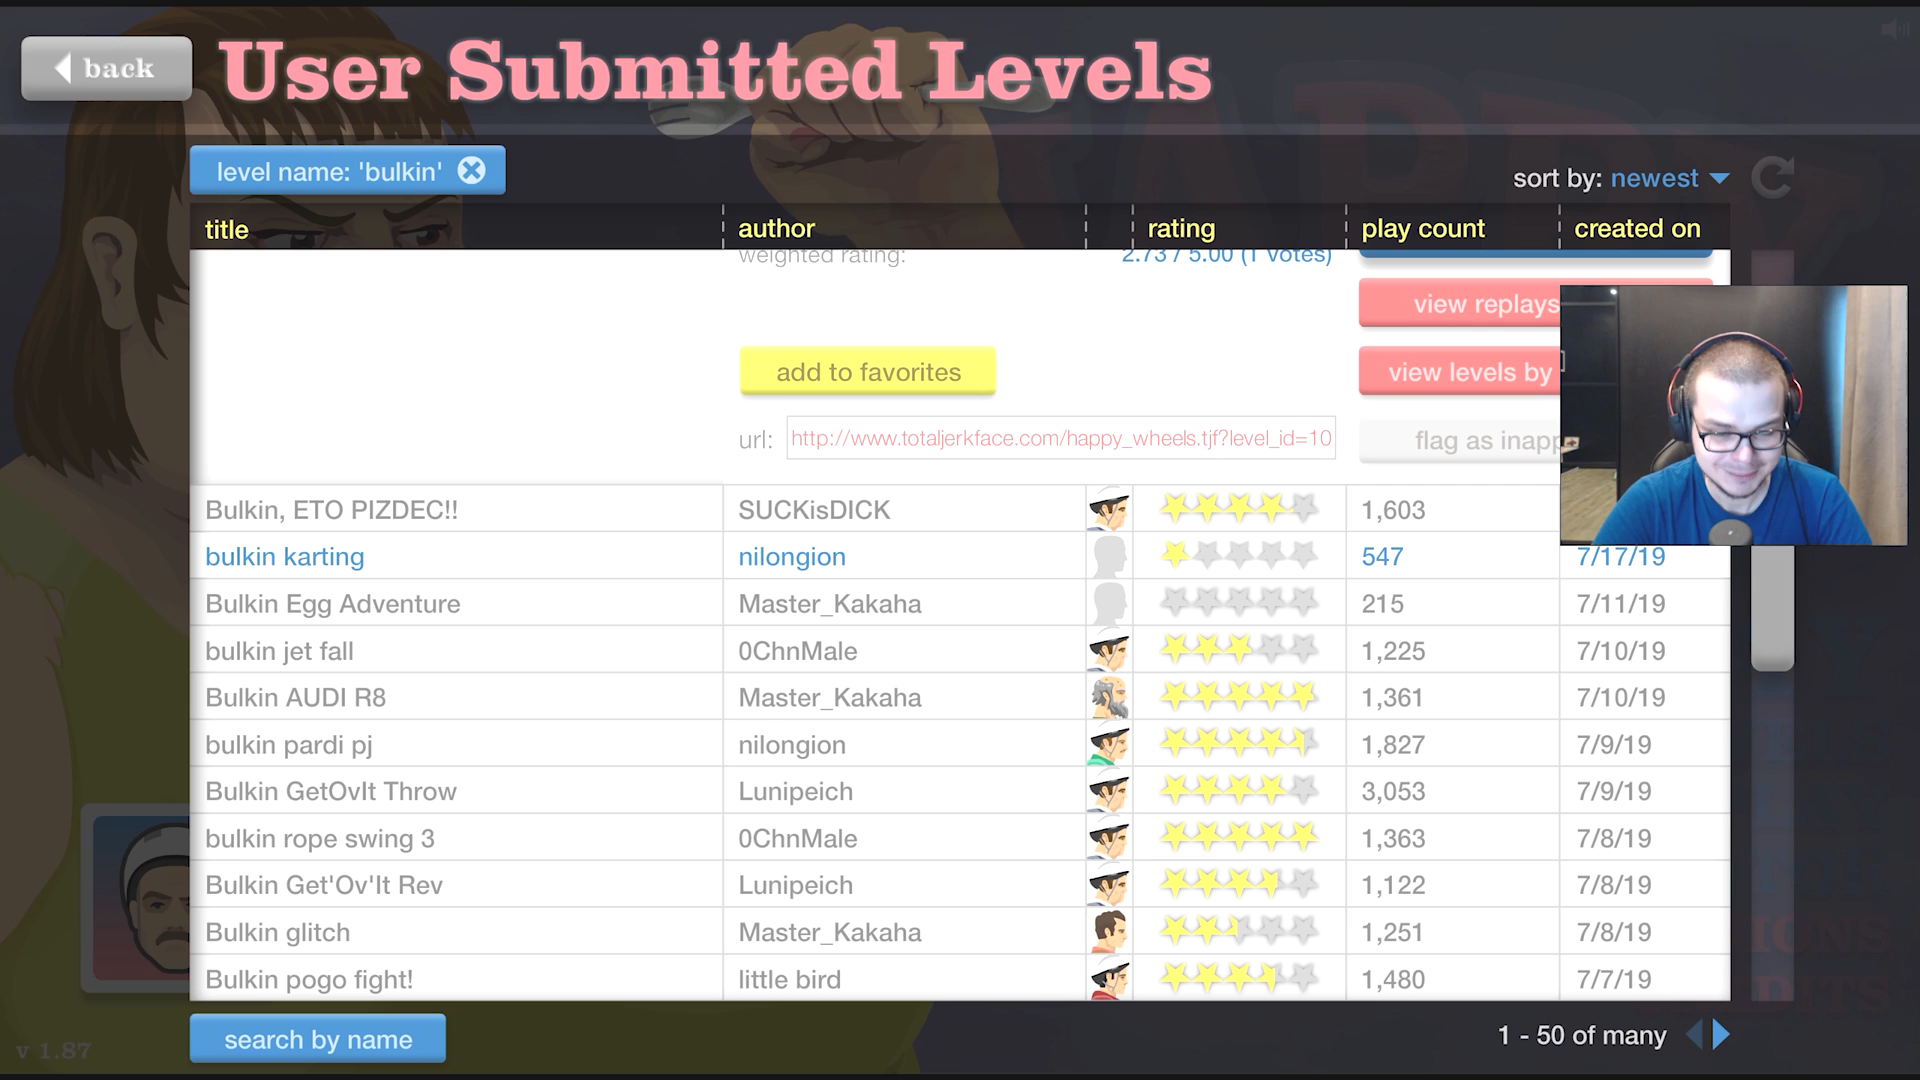 back
User Submitted Levels
level name: 'bulkin'
sort by: newest
title author rating play count created on
weighted rating: 2.73 / 5.00 (1 votes)
view replays
add to favorites view levels by
url: http://www.totaljerkface.com/happy_wheels.tjf?level_id=10 flag as inapp
Bulkin, ETO PIZDEC!! SUCKisDICK 1,603
bulkin karting nilongion 547 7/17/19
Bulkin Egg Adventure Master_Kakaha 215 7/11/19
bulkin jet fall 0ChnMale 1,225 7/10/19
Bulkin AUDI R8 Master_Kakaha 1,361 7/10/19
bulkin pardi pj nilongion 1,827 7/9/19
Bulkin GetOvIt Throw Lunipeich 3,053 7/9/19
bulkin rope swing 3 0ChnMale 1,363 7/8/19
Bulkin Get'Ov'It Rev Lunipeich 1,122 7/8/19
Bulkin glitch Master_Kakaha 1,251 7/8/19
Bulkin pogo fight! little bird 1,480 7/7/19
search by name
1 - 50 of many
v 1.87